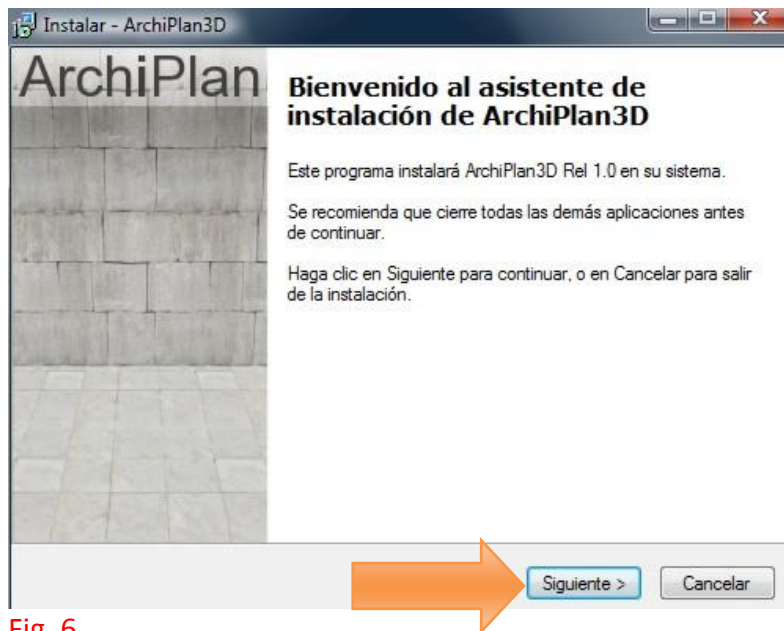 Instalar - ArchiPlan3D
ArchiPlan
Bienvenido al asistente de
instalación de ArchiPlan3D
Este programa instalará ArchiPlan3D Rel 1.0 en su sistema.
Se recomienda que cierre todas las demás aplicaciones antes
de continuar.
Haga clic en Siguiente para continuar, o en Cancelar para salir
de la instalación.
Siguiente >
Cancelar
Fig. 6